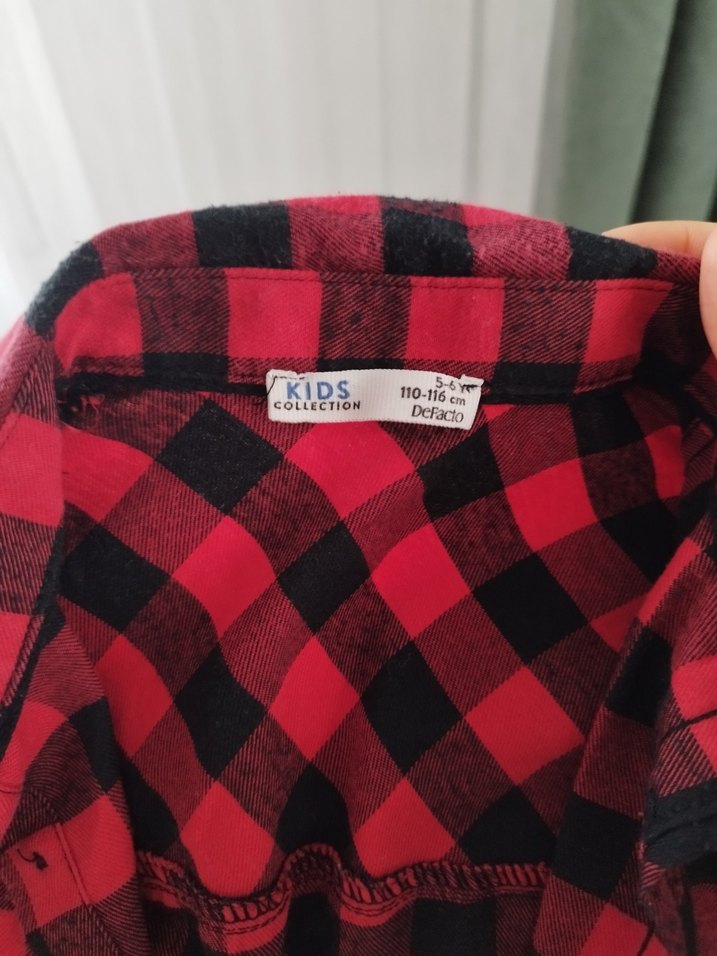 KIDS
COLLECTION
5-6
110-116 cm
DeFacto